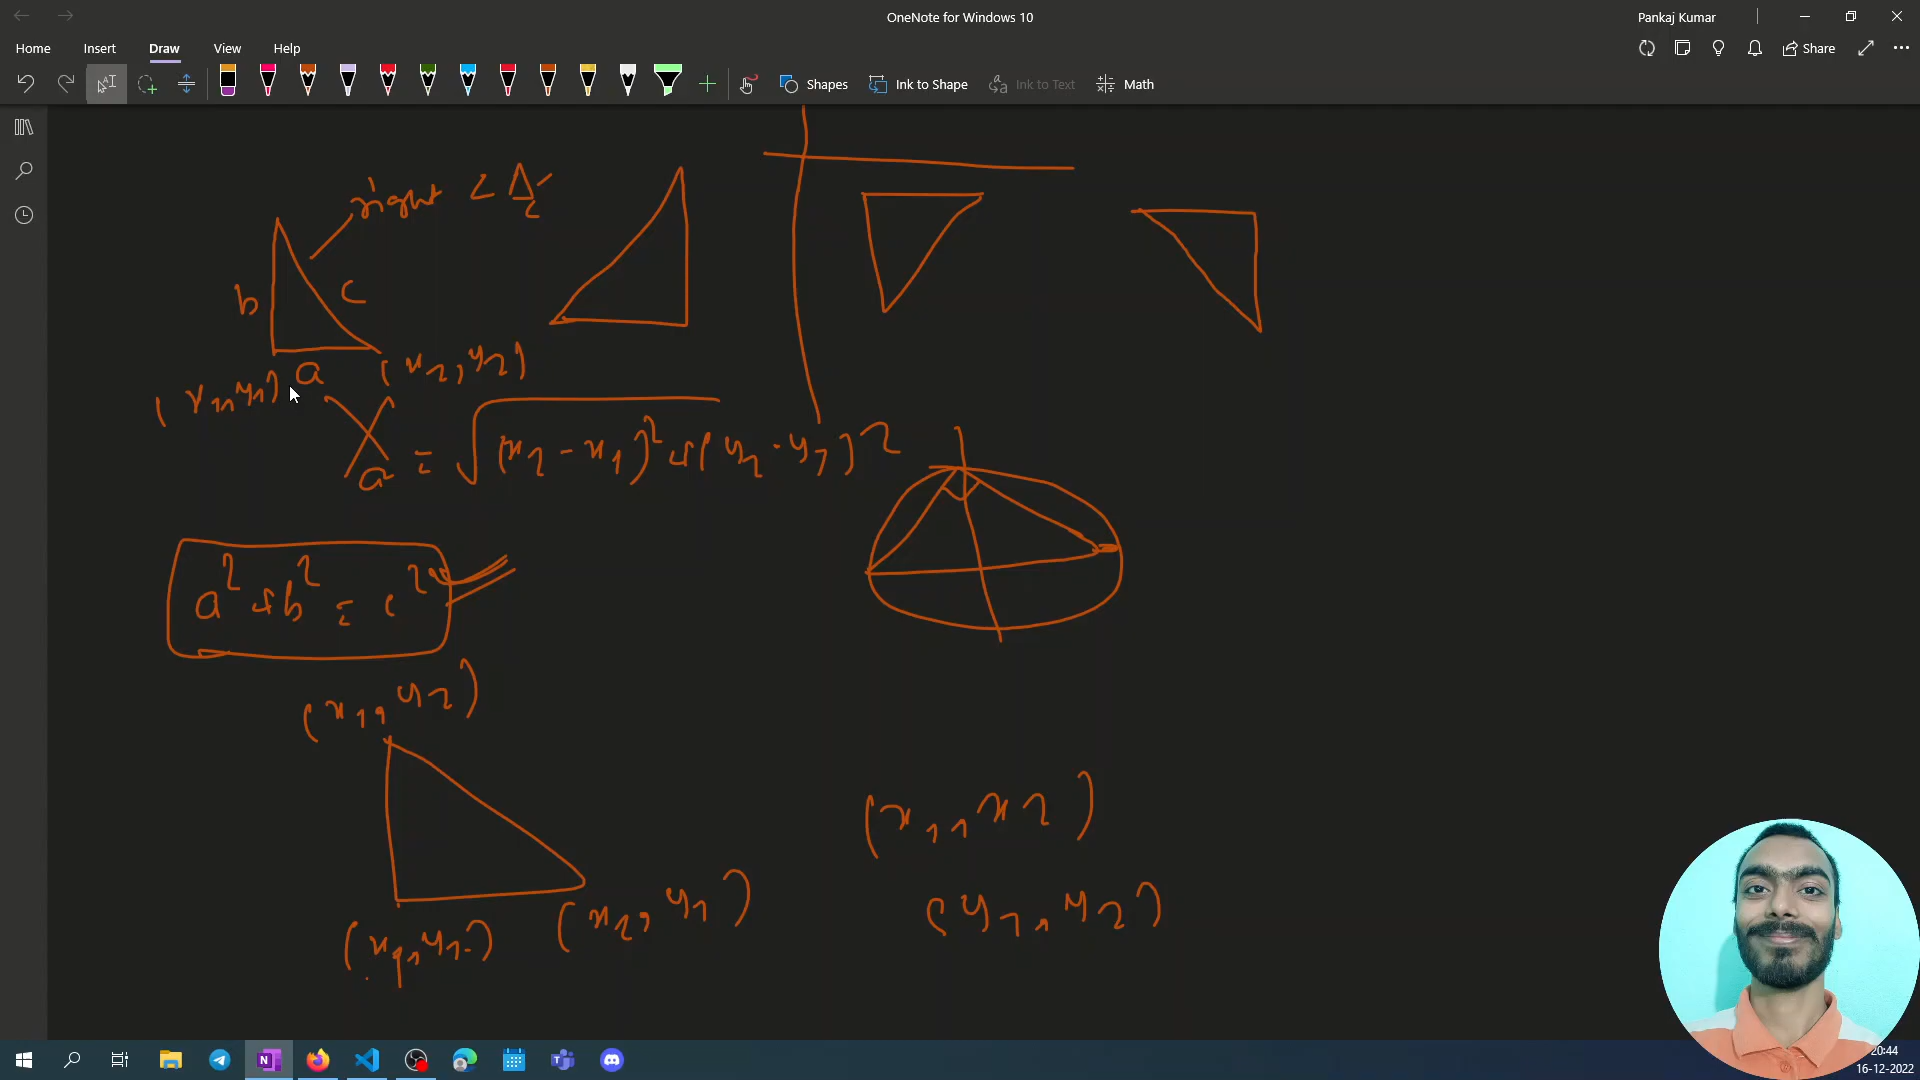 OneNote for Windows 10
Pankaj Kumar
Home Insert Draw View Help
Share
Shapes Ink to Shape Ink to Text Math
right ∠ Δ
b c
a
(x1, y1) (x2, y2)
a = √(x2 - x1)² + (y2 - y1)2
a² + b² = c²
(x1, y2)
(x1, y1) (x2, y1)
(x1, x2)
(y1, y2)
20:44
16-12-2022